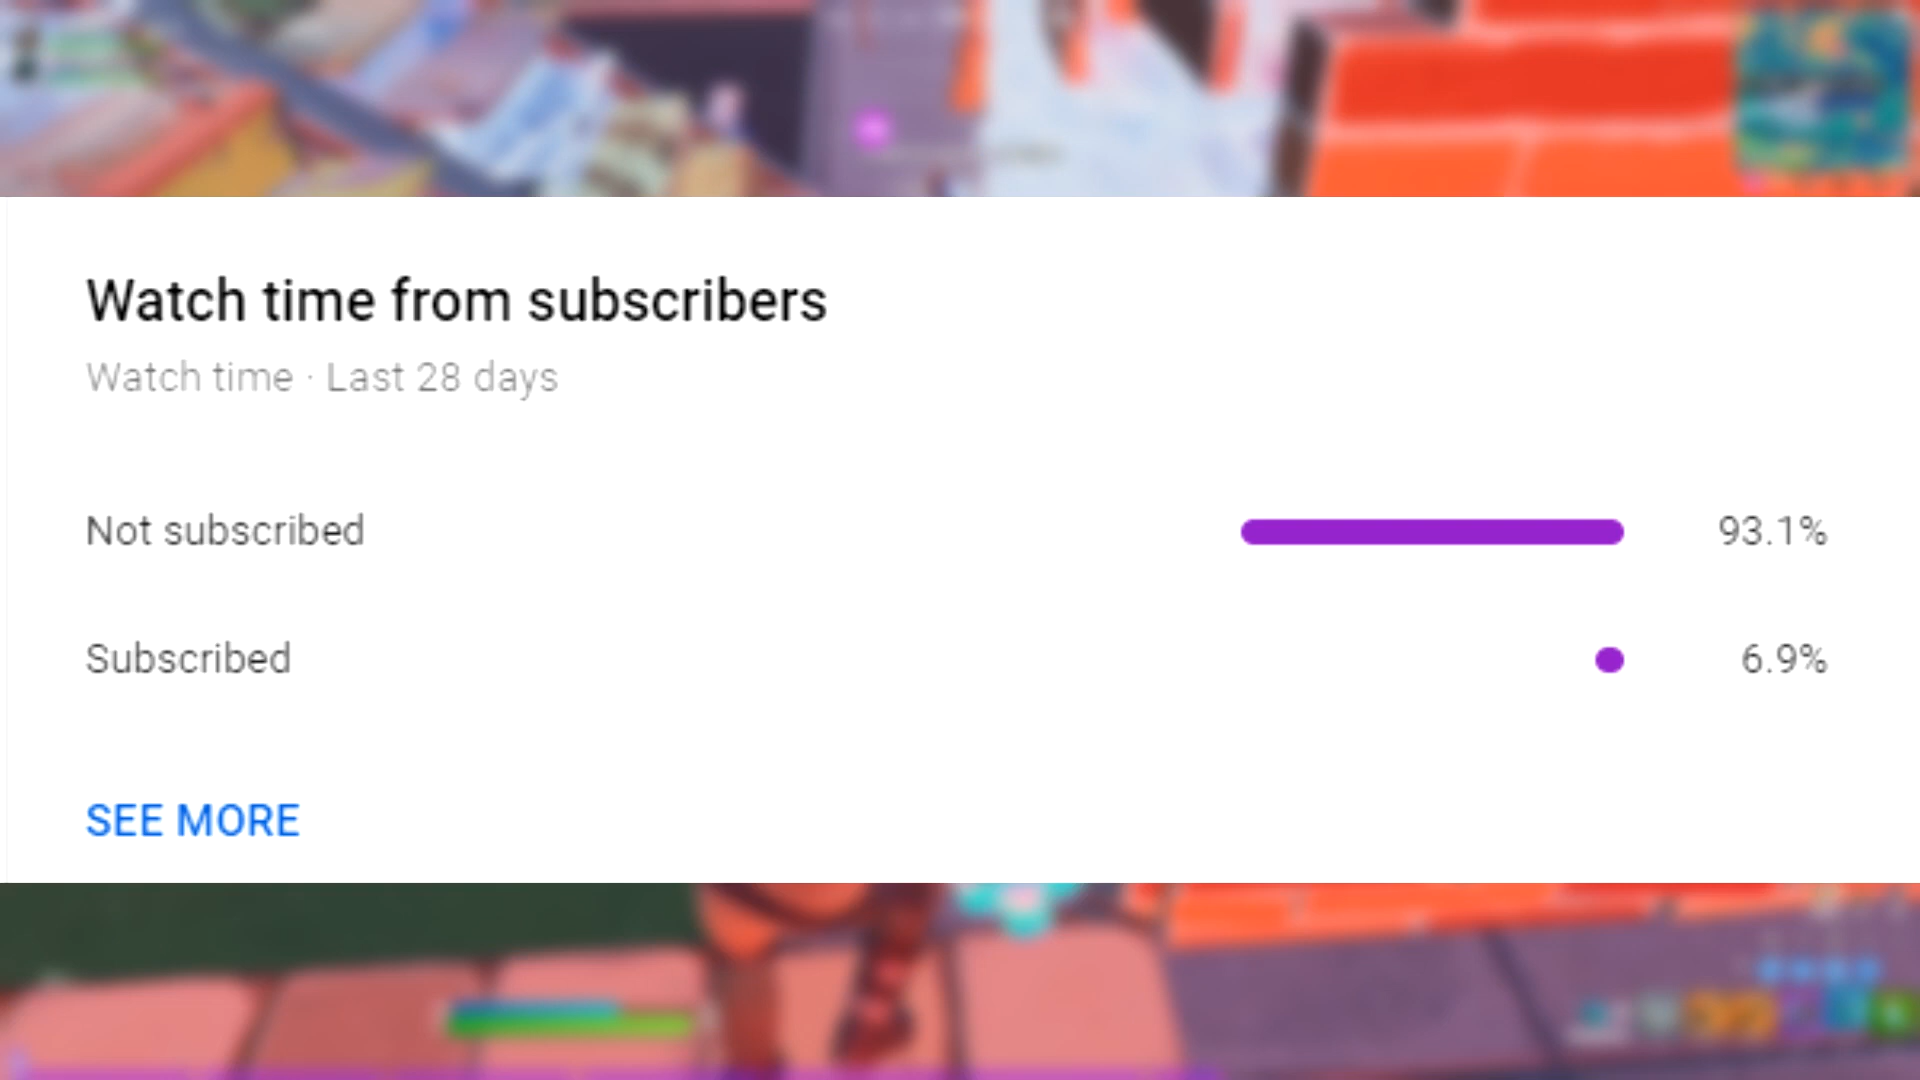 Watch time from subscribers
Watch time · Last 28 days
Not subscribed 93.1%
Subscribed 6.9%
SEE MORE